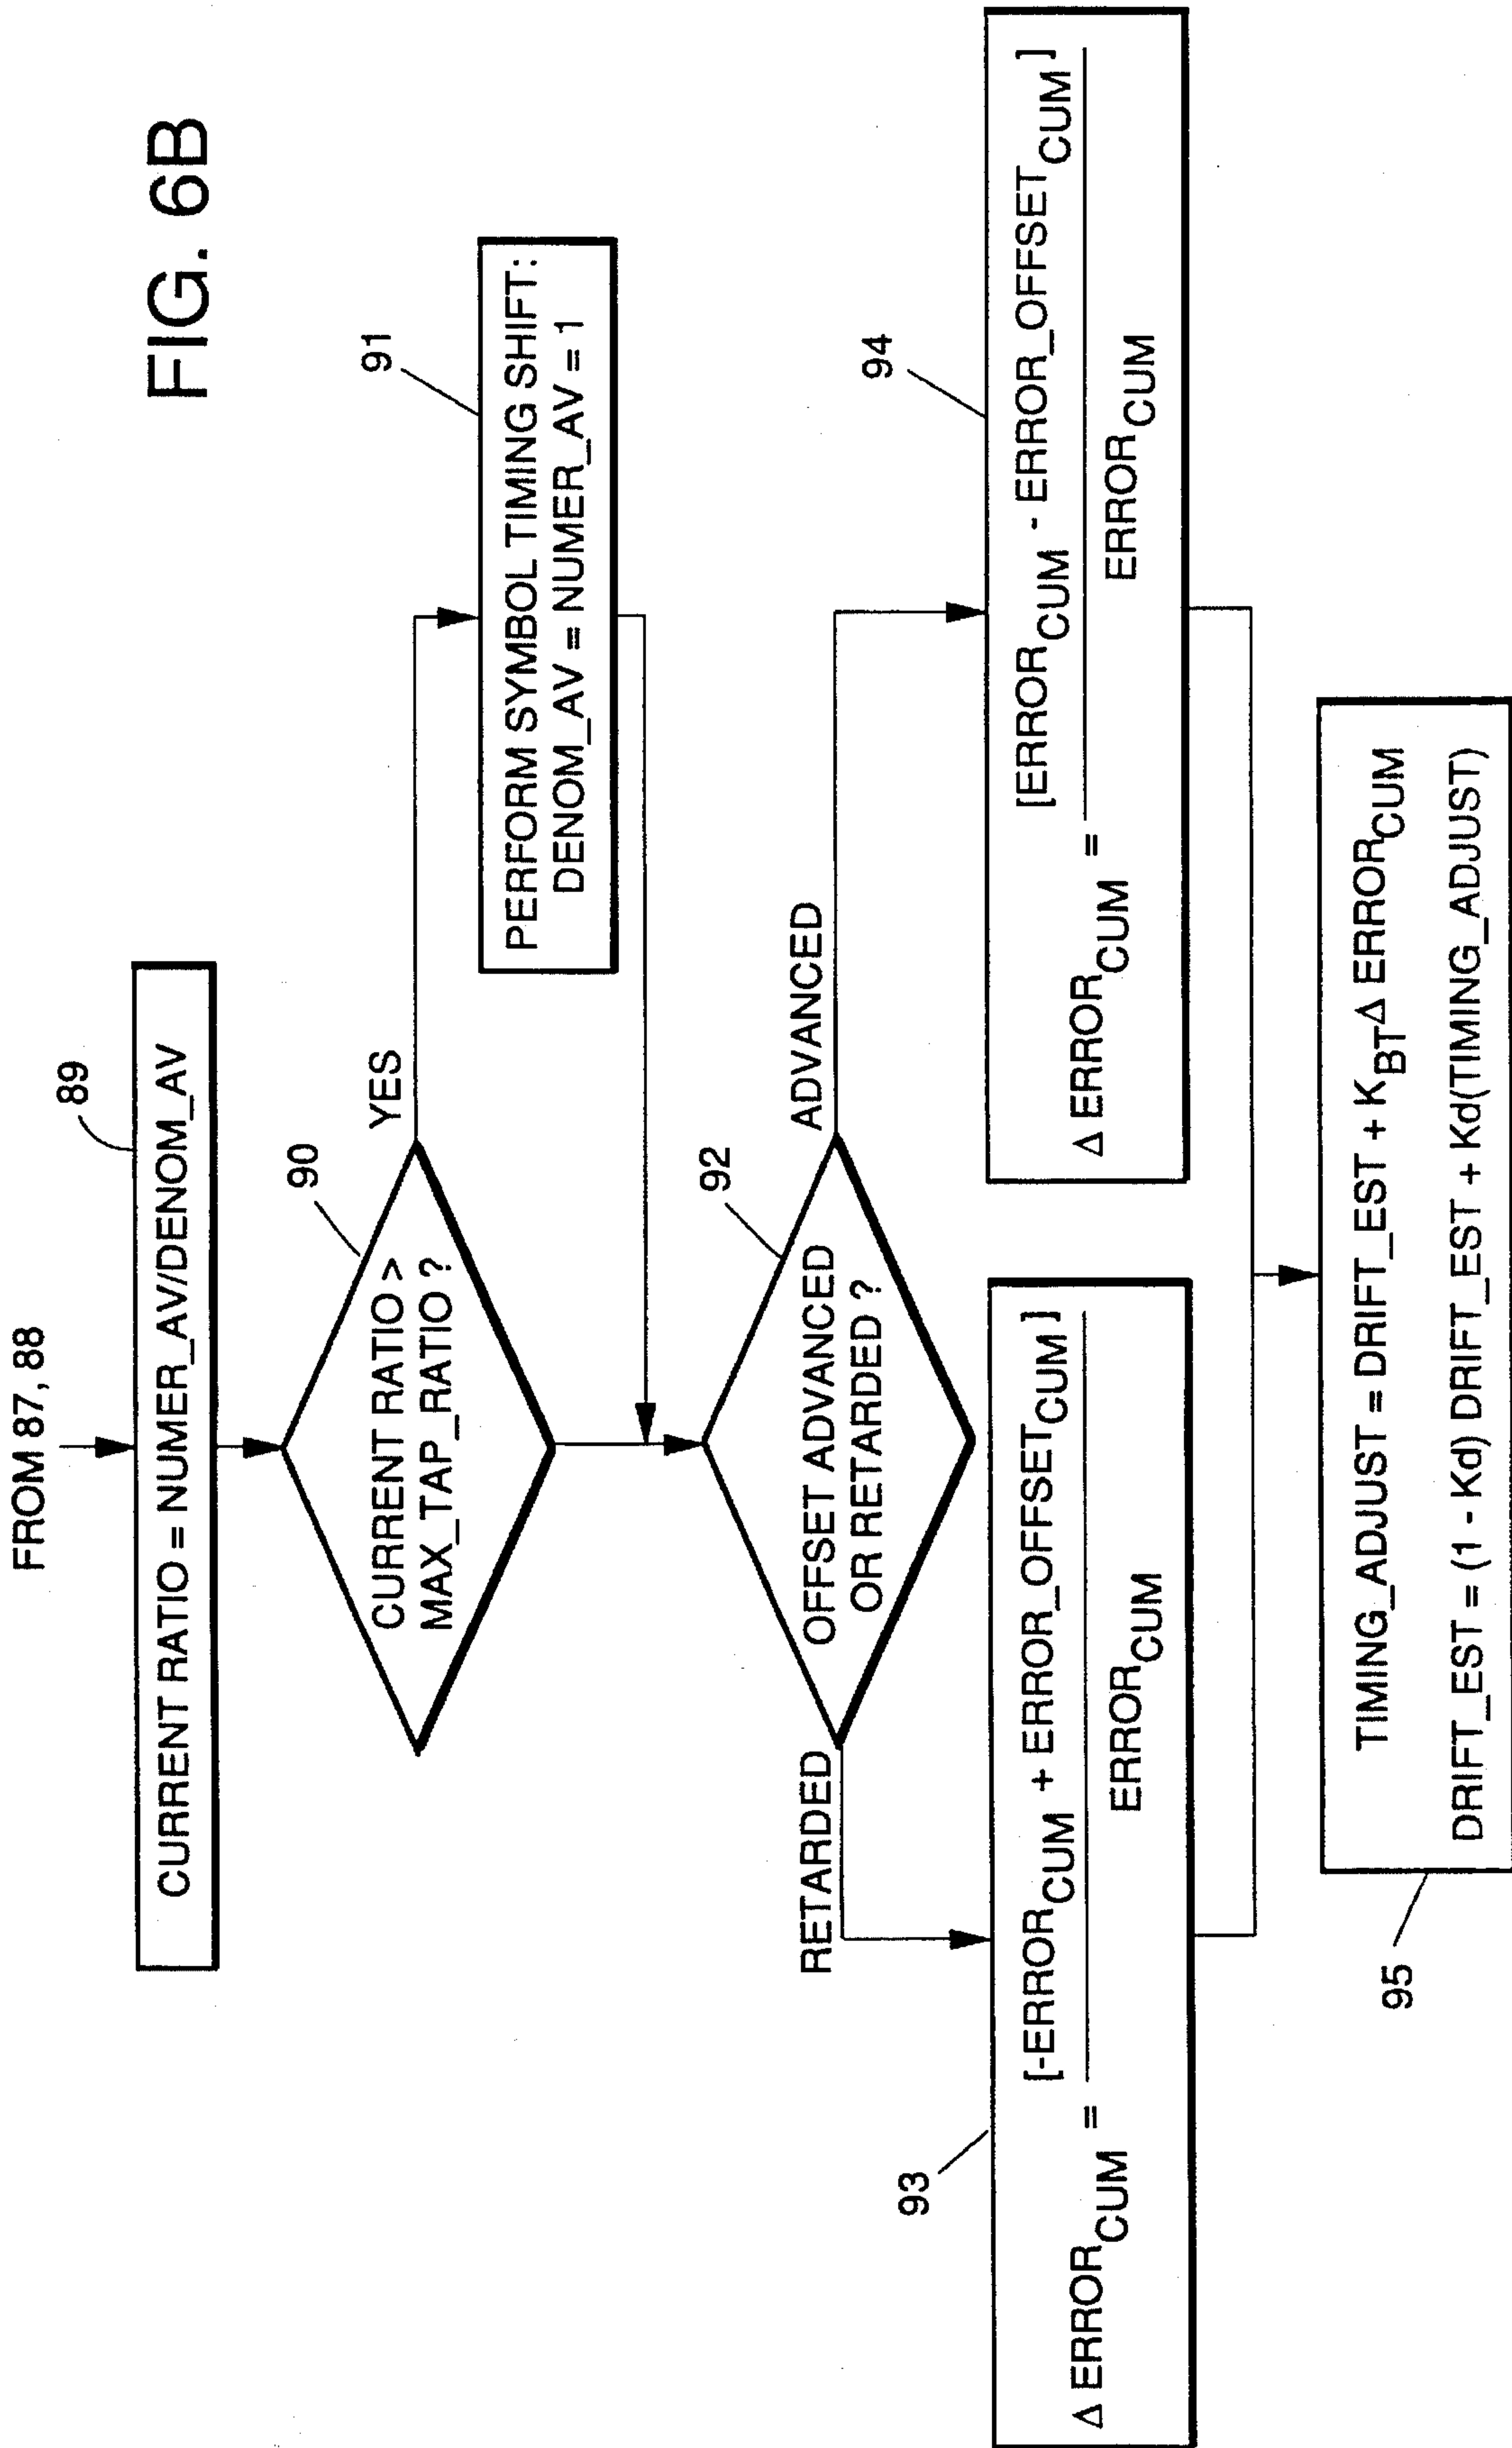 FIG. 6B
FROM 87, 88
89
CURRENT RATIO = NUMER_AV/DENOM_AV
90
CURRENT RATIO >
MAX_TAP_RATIO ?
YES
91
PERFORM SYMBOL TIMING SHIFT:
DENOM_AV = NUMER_AV = 1
92
OFFSET ADVANCED
OR RETARDED ?
RETARDED
ADVANCED
93
Δ ERROR_CUM = [-ERROR_CUM + ERROR_OFFSET_CUM]
ERROR_CUM
94
Δ ERROR_CUM = [ERROR_CUM - ERROR_OFFSET_CUM]
ERROR_CUM
95
TIMING_ADJUST = DRIFT_EST + K_BT Δ ERROR_CUM
DRIFT_EST = (1 - Kd) DRIFT_EST + Kd(TIMING_ADJUST)